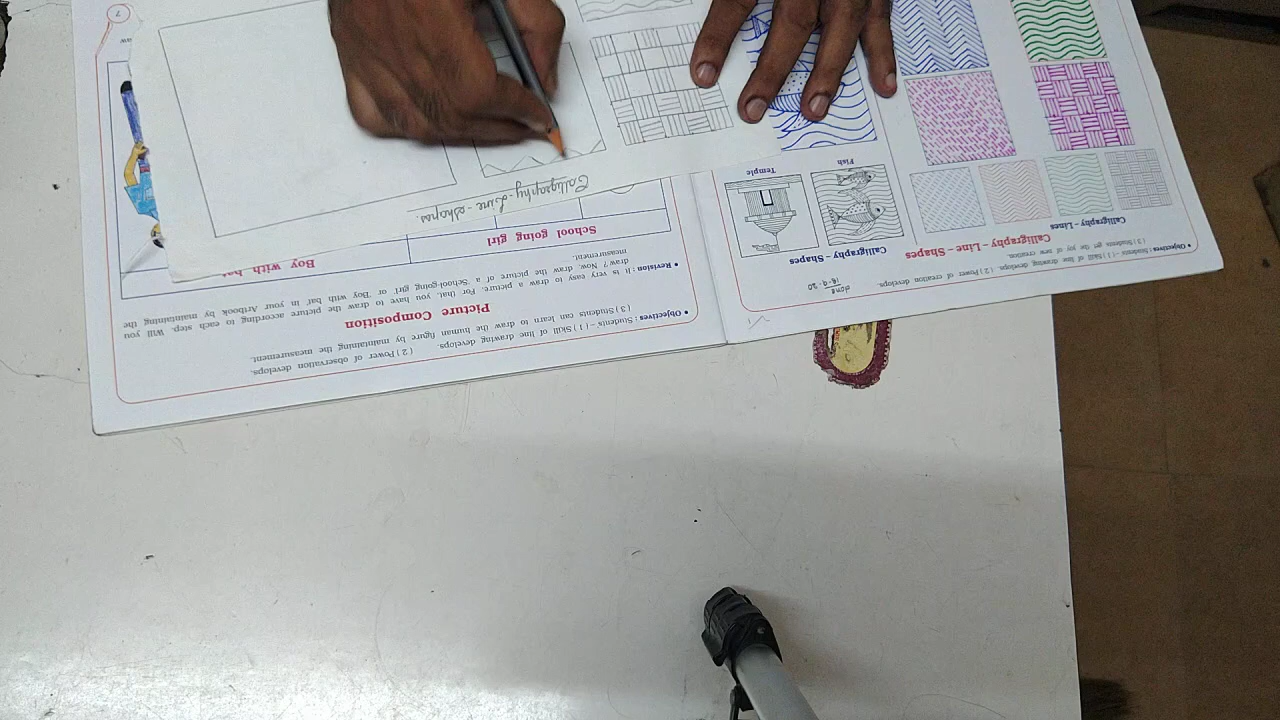 Calligraphy Line - Shapes.
7
• Objectives : Students – ( 1 ) Skill of line drawing develops. ( 2 ) Power of creation develops.
( 3 ) Students get the joy of new creation.
Calligraphy – Line – Shapes
Calligraphy – Lines
Calligraphy – Shapes
Fish
Temple
done
18-9-20
• Objectives : Students – ( 1 ) Skill of line drawing develops. ( 2 ) Power of observation develops.
( 3 ) Students can learn to draw the human figure by maintaining the measurement.
Picture Composition
• Revision : It is very easy to draw a picture. For that, you have to draw the picture according to each step. Will you
draw ? Now, draw the picture of a 'School-going girl' or 'Boy with bat' in your Artbook by maintaining the
measurement.
School going girl
Boy with bat